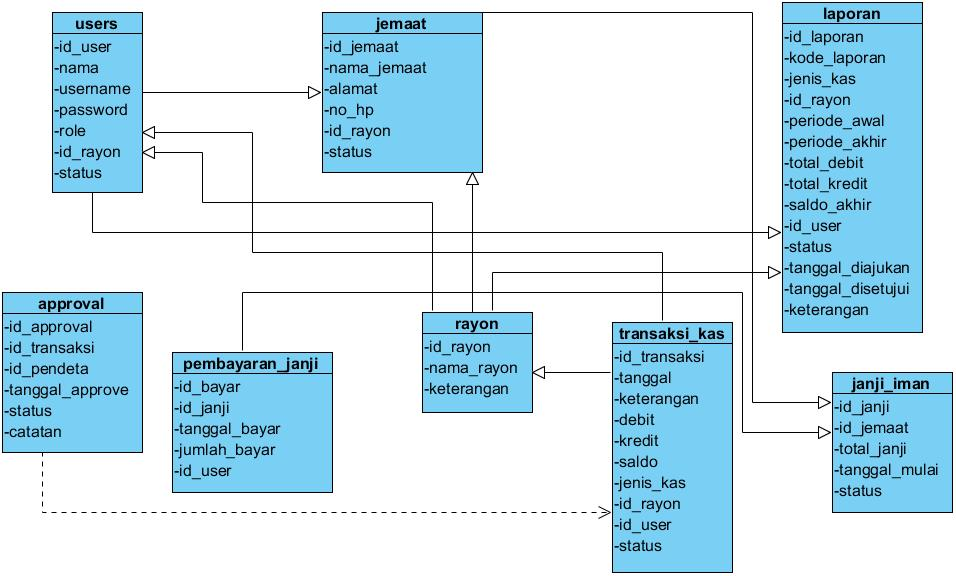 users
-id_user
-nama
-username
-password
-role
-id_rayon
-status
jemaat
-id_jemaat
-nama_jemaat
-alamat
-no_hp
-id_rayon
-status
laporan
-id_laporan
-kode_laporan
-jenis_kas
-id_rayon
-periode_awal
-periode_akhir
-total_debit
-total_kredit
-saldo_akhir
-id_user
-status
-tanggal_diajukan
-tanggal_disetujui
-keterangan
approval
-id_approval
-id_transaksi
-id_pendeta
-tanggal_approve
-status
-catatan
pembayaran_janji
-id_bayar
-id_janji
-tanggal_bayar
-jumlah_bayar
-id_user
rayon
-id_rayon
-nama_rayon
-keterangan
transaksi_kas
-id_transaksi
-tanggal
-keterangan
-debit
-kredit
-saldo
-jenis_kas
-id_rayon
-id_user
-status
janji_iman
-id_janji
-id_jemaat
-total_janji
-tanggal_mulai
-status